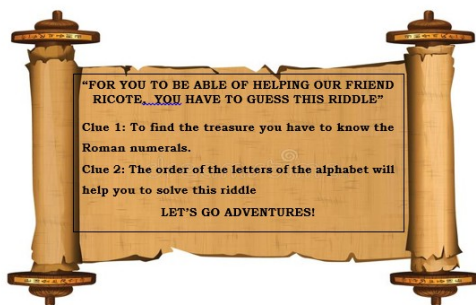 “FOR YOU TO BE ABLE OF HELPING OUR FRIEND
RICOTE, YOU HAVE TO GUESS THIS RIDDLE”
Clue 1: To find the treasure you have to know the
Roman numerals.
Clue 2: The order of the letters of the alphabet will
help you to solve this riddle
LET’S GO ADVENTURES!